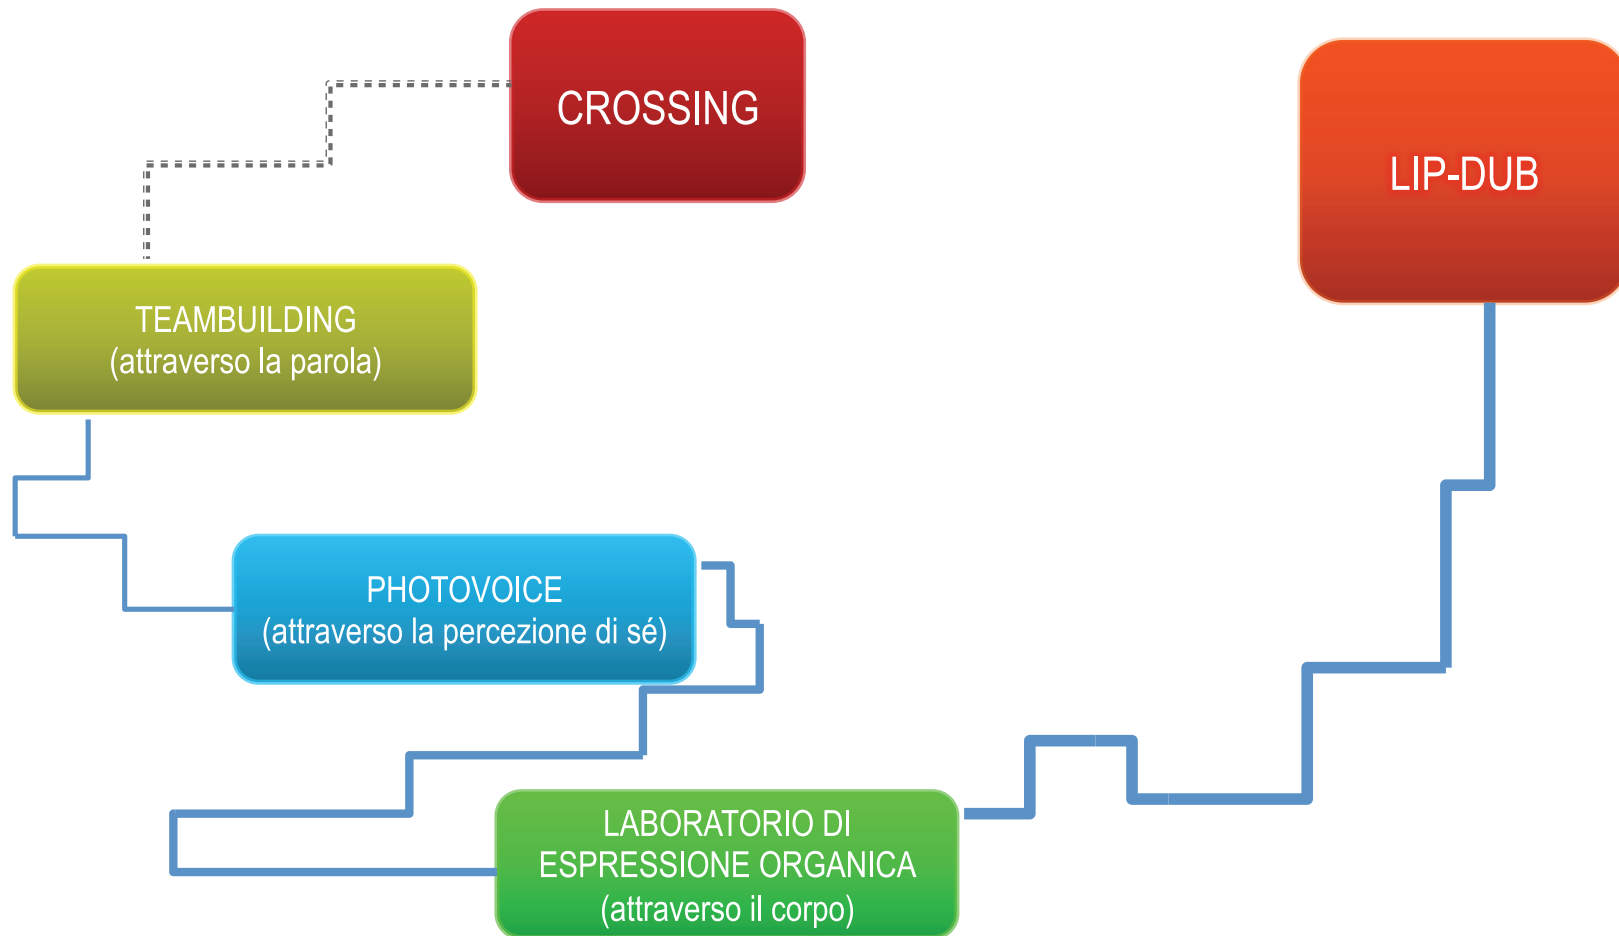 CROSSING
LIP-DUB
TEAMBUILDING
(attraverso la parola)
PHOTOVOICE
(attraverso la percezione di sé)
LABORATORIO DI
ESPRESSIONE ORGANICA
(attraverso il corpo)